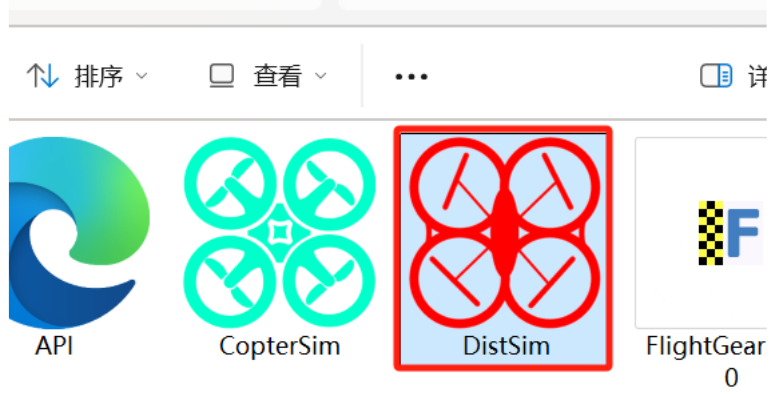 排序
查看
详
API
CopterSim
DistSim
FlightGear
0
F